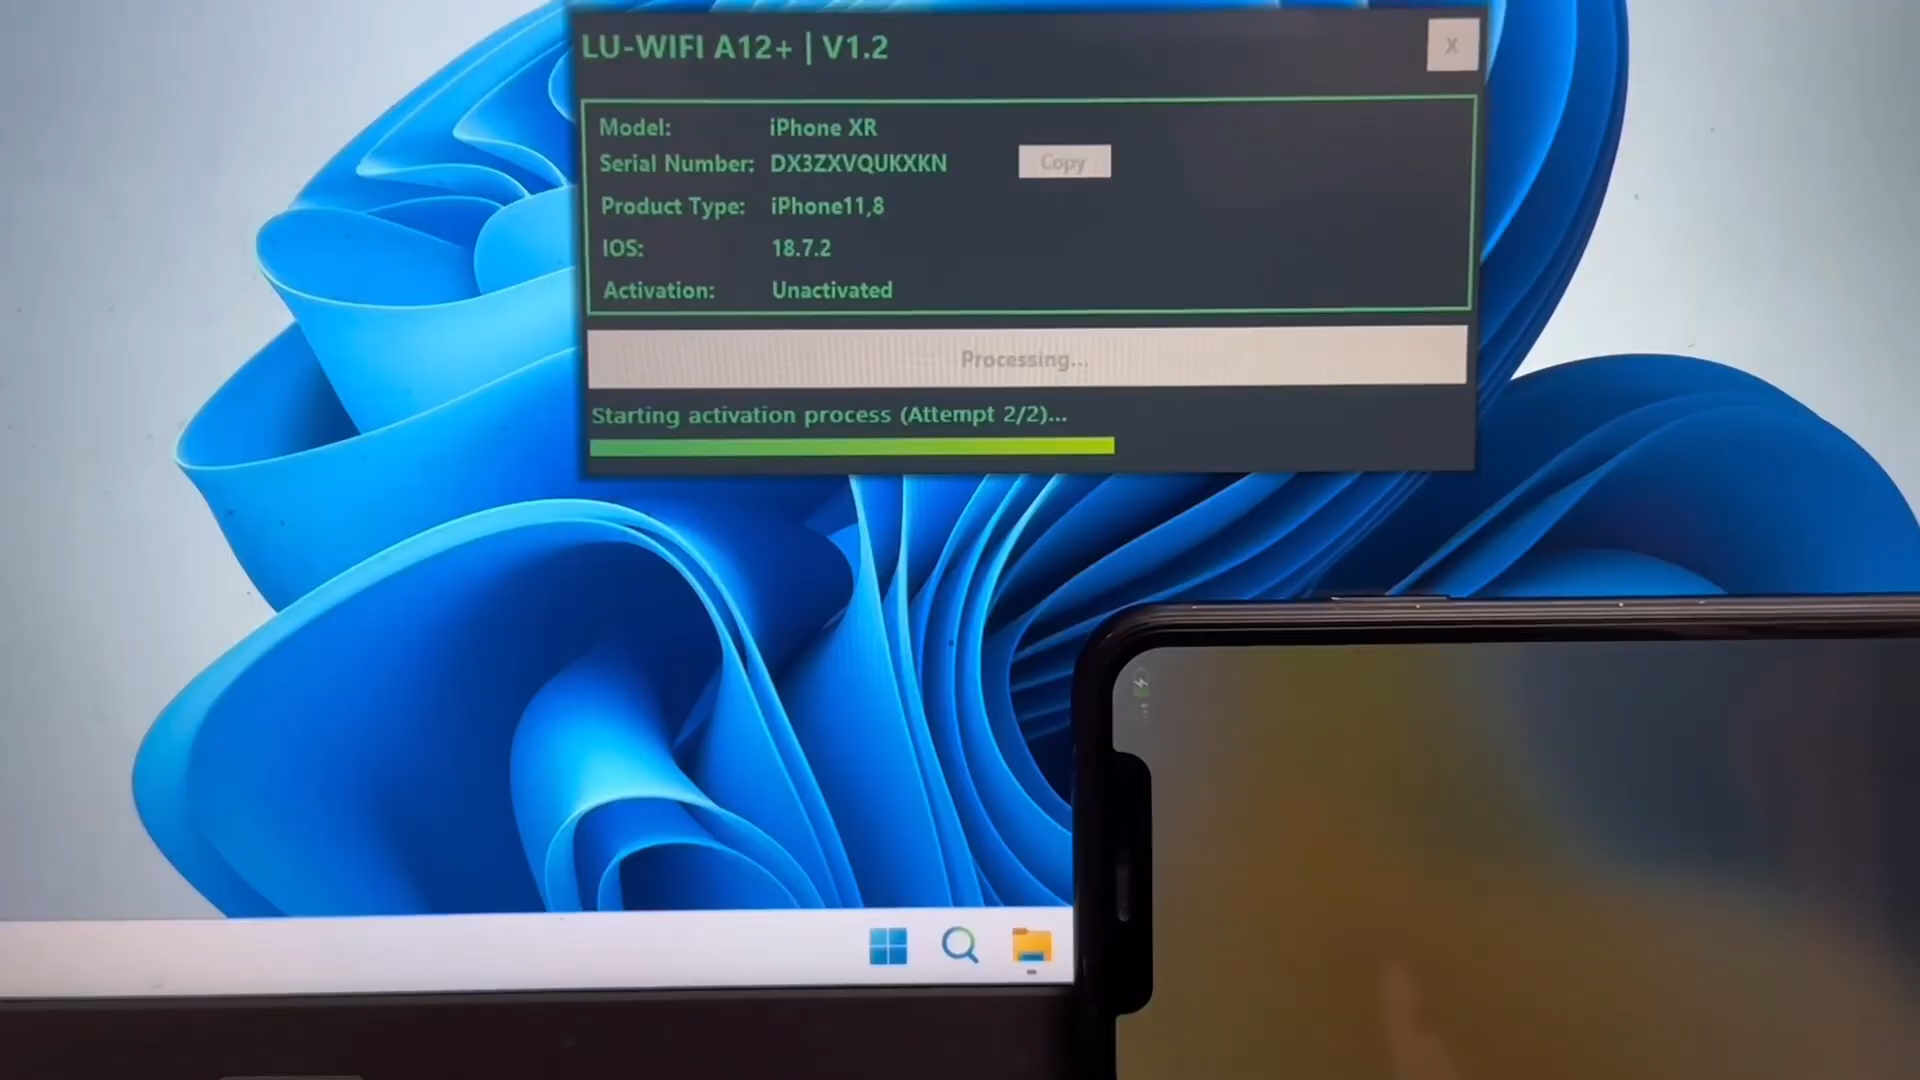 LU-WIFI A12+ | V1.2
X
Model: iPhone XR
Serial Number: DX3ZXVQUKXKN Copy
Product Type: iPhone11,8
IOS: 18.7.2
Activation: Unactivated
Processing...
Starting activation process (Attempt 2/2)...